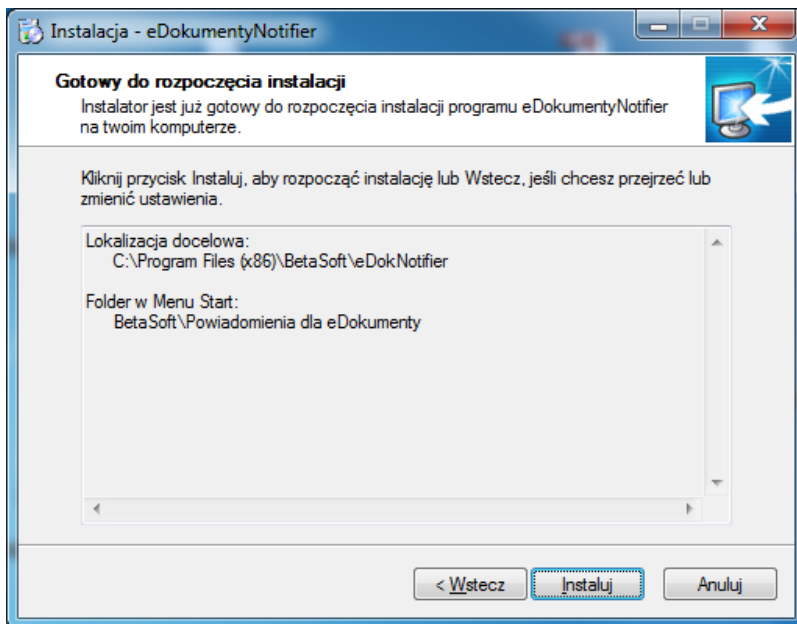 Instalacja - eDokumentyNotifier
Gotowy do rozpoczęcia instalacji
Instalator jest już gotowy do rozpoczęcia instalacji programu eDokumentyNotifier
na twoim komputerze.
Kliknij przycisk Instaluj, aby rozpocząć instalację lub Wstecz, jeśli chcesz przejrzeć lub
zmienić ustawienia.
Lokalizacja docelowa:
C:\Program Files (x86)\BetaSoft\eDokNotifier
Folder w Menu Start:
BetaSoft\Powiadomienia dla eDokumenty
< Wstecz
Instaluj
Anuluj